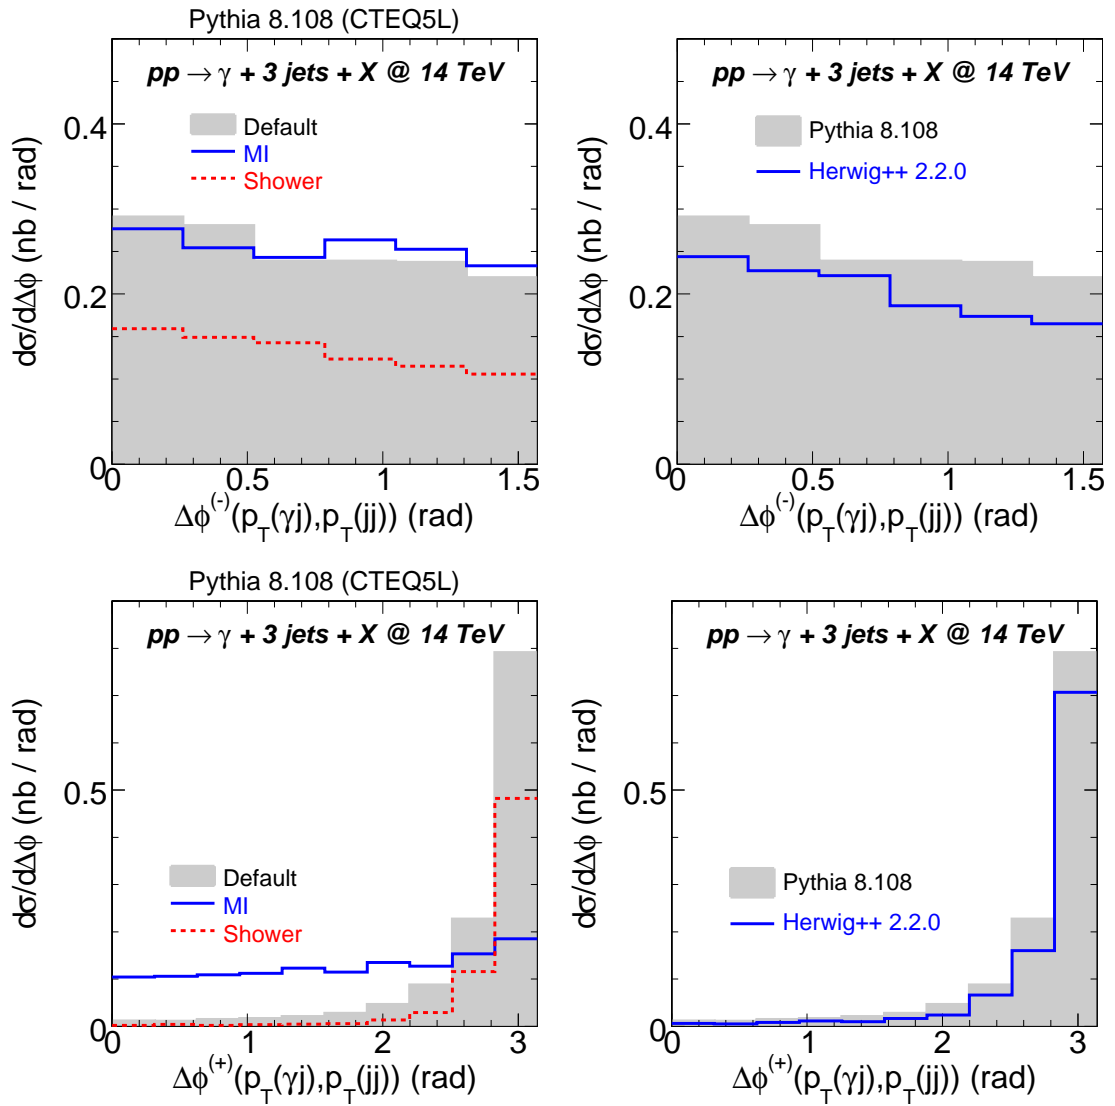 Pythia 8.108 (CTEQ5L)
pp → γ + 3 jets + X @ 14 TeV
Default
MI
Shower
dσ/dΔϕ (nb / rad)
0.4
0.2
0
0 0.5 1 1.5
Δϕ(-)(p_T(γj),p_T(jj)) (rad)
pp → γ + 3 jets + X @ 14 TeV
Pythia 8.108
Herwig++ 2.2.0
dσ/dΔϕ (nb / rad)
0.4
0.2
0
0 0.5 1 1.5
Δϕ(-)(p_T(γj),p_T(jj)) (rad)
Pythia 8.108 (CTEQ5L)
pp → γ + 3 jets + X @ 14 TeV
Default
MI
Shower
dσ/dΔϕ (nb / rad)
0.5
0
0 1 2 3
Δϕ(+)(p_T(γj),p_T(jj)) (rad)
pp → γ + 3 jets + X @ 14 TeV
Pythia 8.108
Herwig++ 2.2.0
dσ/dΔϕ (nb / rad)
0.5
0
0 1 2 3
Δϕ(+)(p_T(γj),p_T(jj)) (rad)